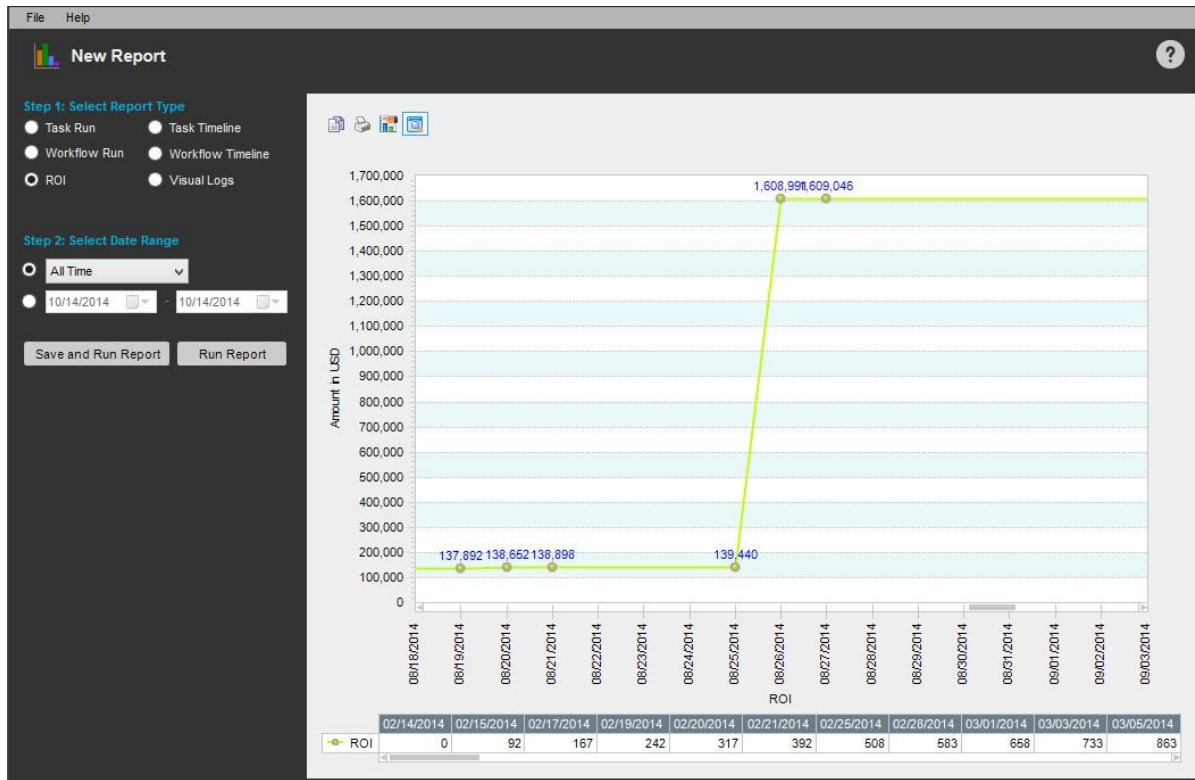 File Help
New Report
?
Step 1: Select Report Type
Task Run Task Timeline
Workflow Run Workflow Timeline
ROI Visual Logs
Step 2: Select Date Range
All Time
10/14/2014 - 10/14/2014
Save and Run Report Run Report
Amount in USD
1,700,000
1,600,000
1,500,000
1,400,000
1,300,000
1,200,000
1,100,000
1,000,000
900,000
800,000
700,000
600,000
500,000
400,000
300,000
200,000
100,000
0
137,892 138,652 138,898 139,440 1,608,991 1,609,046
08/18/2014 08/19/2014 08/20/2014 08/21/2014 08/22/2014 08/23/2014 08/24/2014 08/25/2014 08/26/2014 08/27/2014 08/28/2014 08/29/2014 08/30/2014 08/31/2014 09/01/2014 09/02/2014 09/03/2014
ROI
02/14/2014 02/15/2014 02/17/2014 02/19/2014 02/20/2014 02/21/2014 02/25/2014 02/28/2014 03/01/2014 03/03/2014 03/05/2014
ROI 0 92 167 242 317 392 508 583 658 733 863